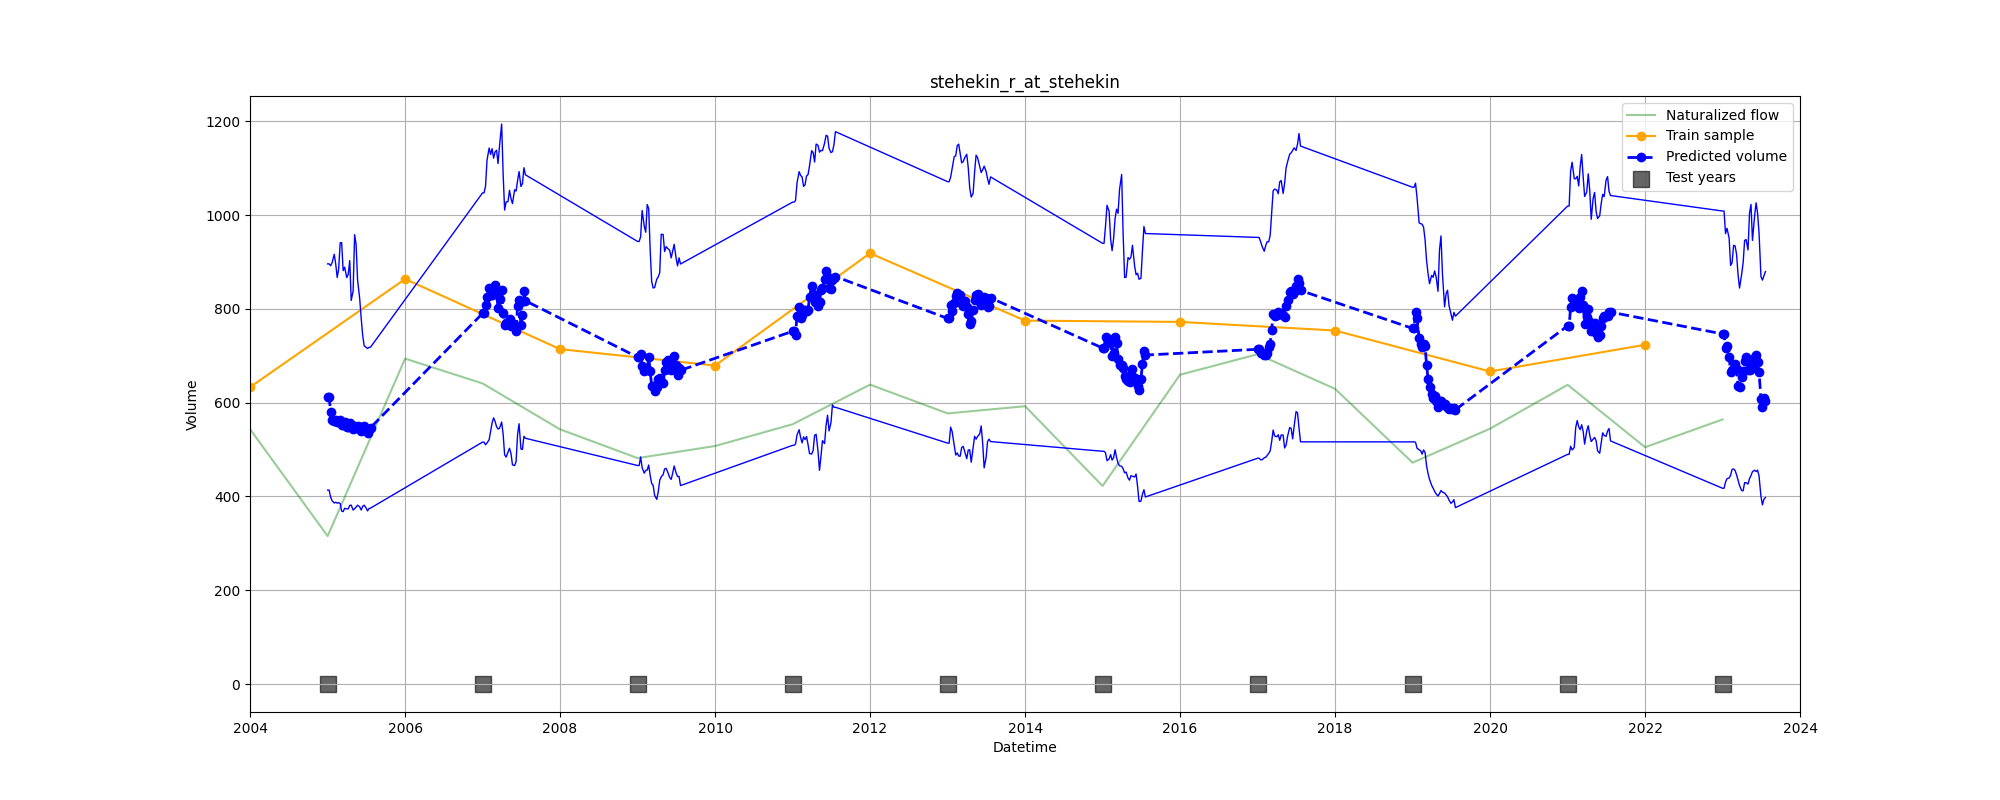 stehekin_r_at_stehekin
Naturalized flow
Train sample
Predicted volume
Test years
Volume
1200
1000
800
600
400
200
0
2004 2006 2008 2010 2012 2014 2016 2018 2020 2022 2024
Datetime